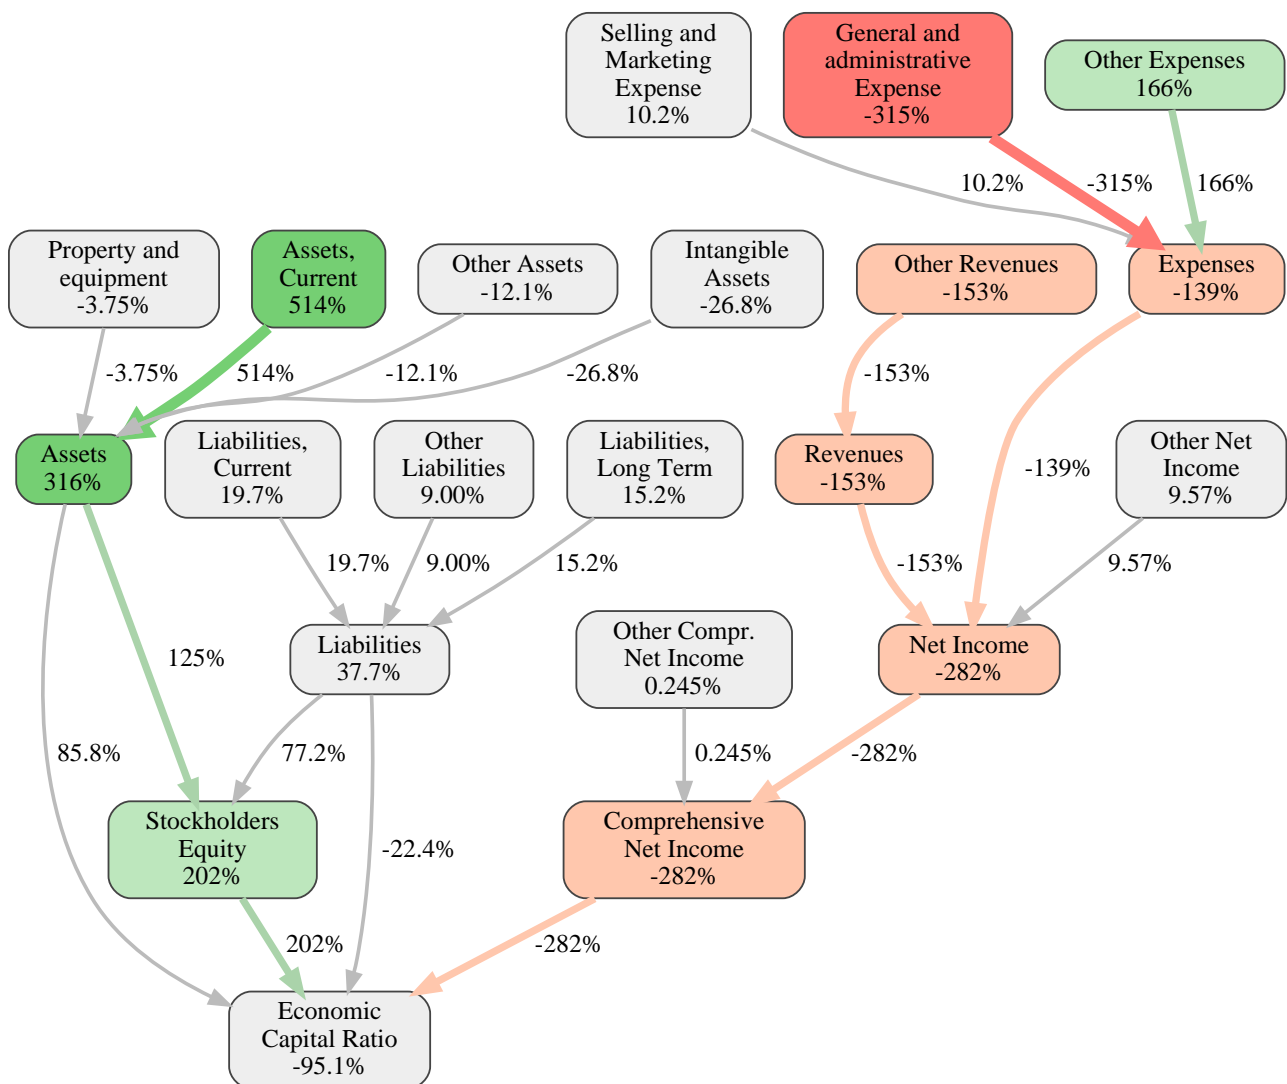 Selling and
Marketing
Expense
10.2%
General and
administrative
Expense
-315%
Other Expenses
166%
10.2%
-315%
166%
Property and
equipment
-3.75%
Assets,
Current
514%
Other Assets
-12.1%
Intangible
Assets
-26.8%
Other Revenues
-153%
Expenses
-139%
-3.75%
514%
-12.1%
-26.8%
-153%
Assets
316%
Liabilities,
Current
19.7%
Other
Liabilities
9.00%
Liabilities,
Long Term
15.2%
Revenues
-153%
-139%
Other Net
Income
9.57%
19.7%
9.00%
15.2%
-153%
9.57%
125%
Liabilities
37.7%
Other Compr.
Net Income
0.245%
Net Income
-282%
85.8%
77.2%
0.245%
-282%
Stockholders
Equity
202%
-22.4%
Comprehensive
Net Income
-282%
202%
-282%
Economic
Capital Ratio
-95.1%